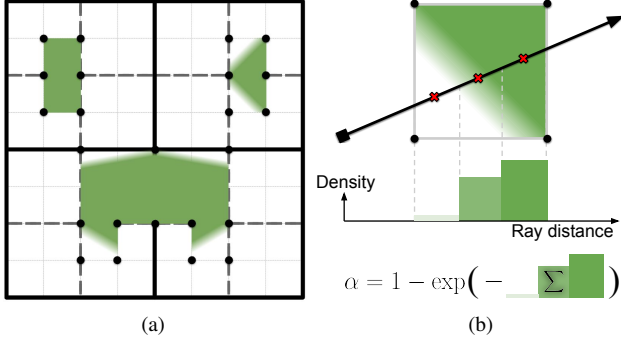 Density
Ray distance
α = 1 − exp(− Σ )
(a)
(b)